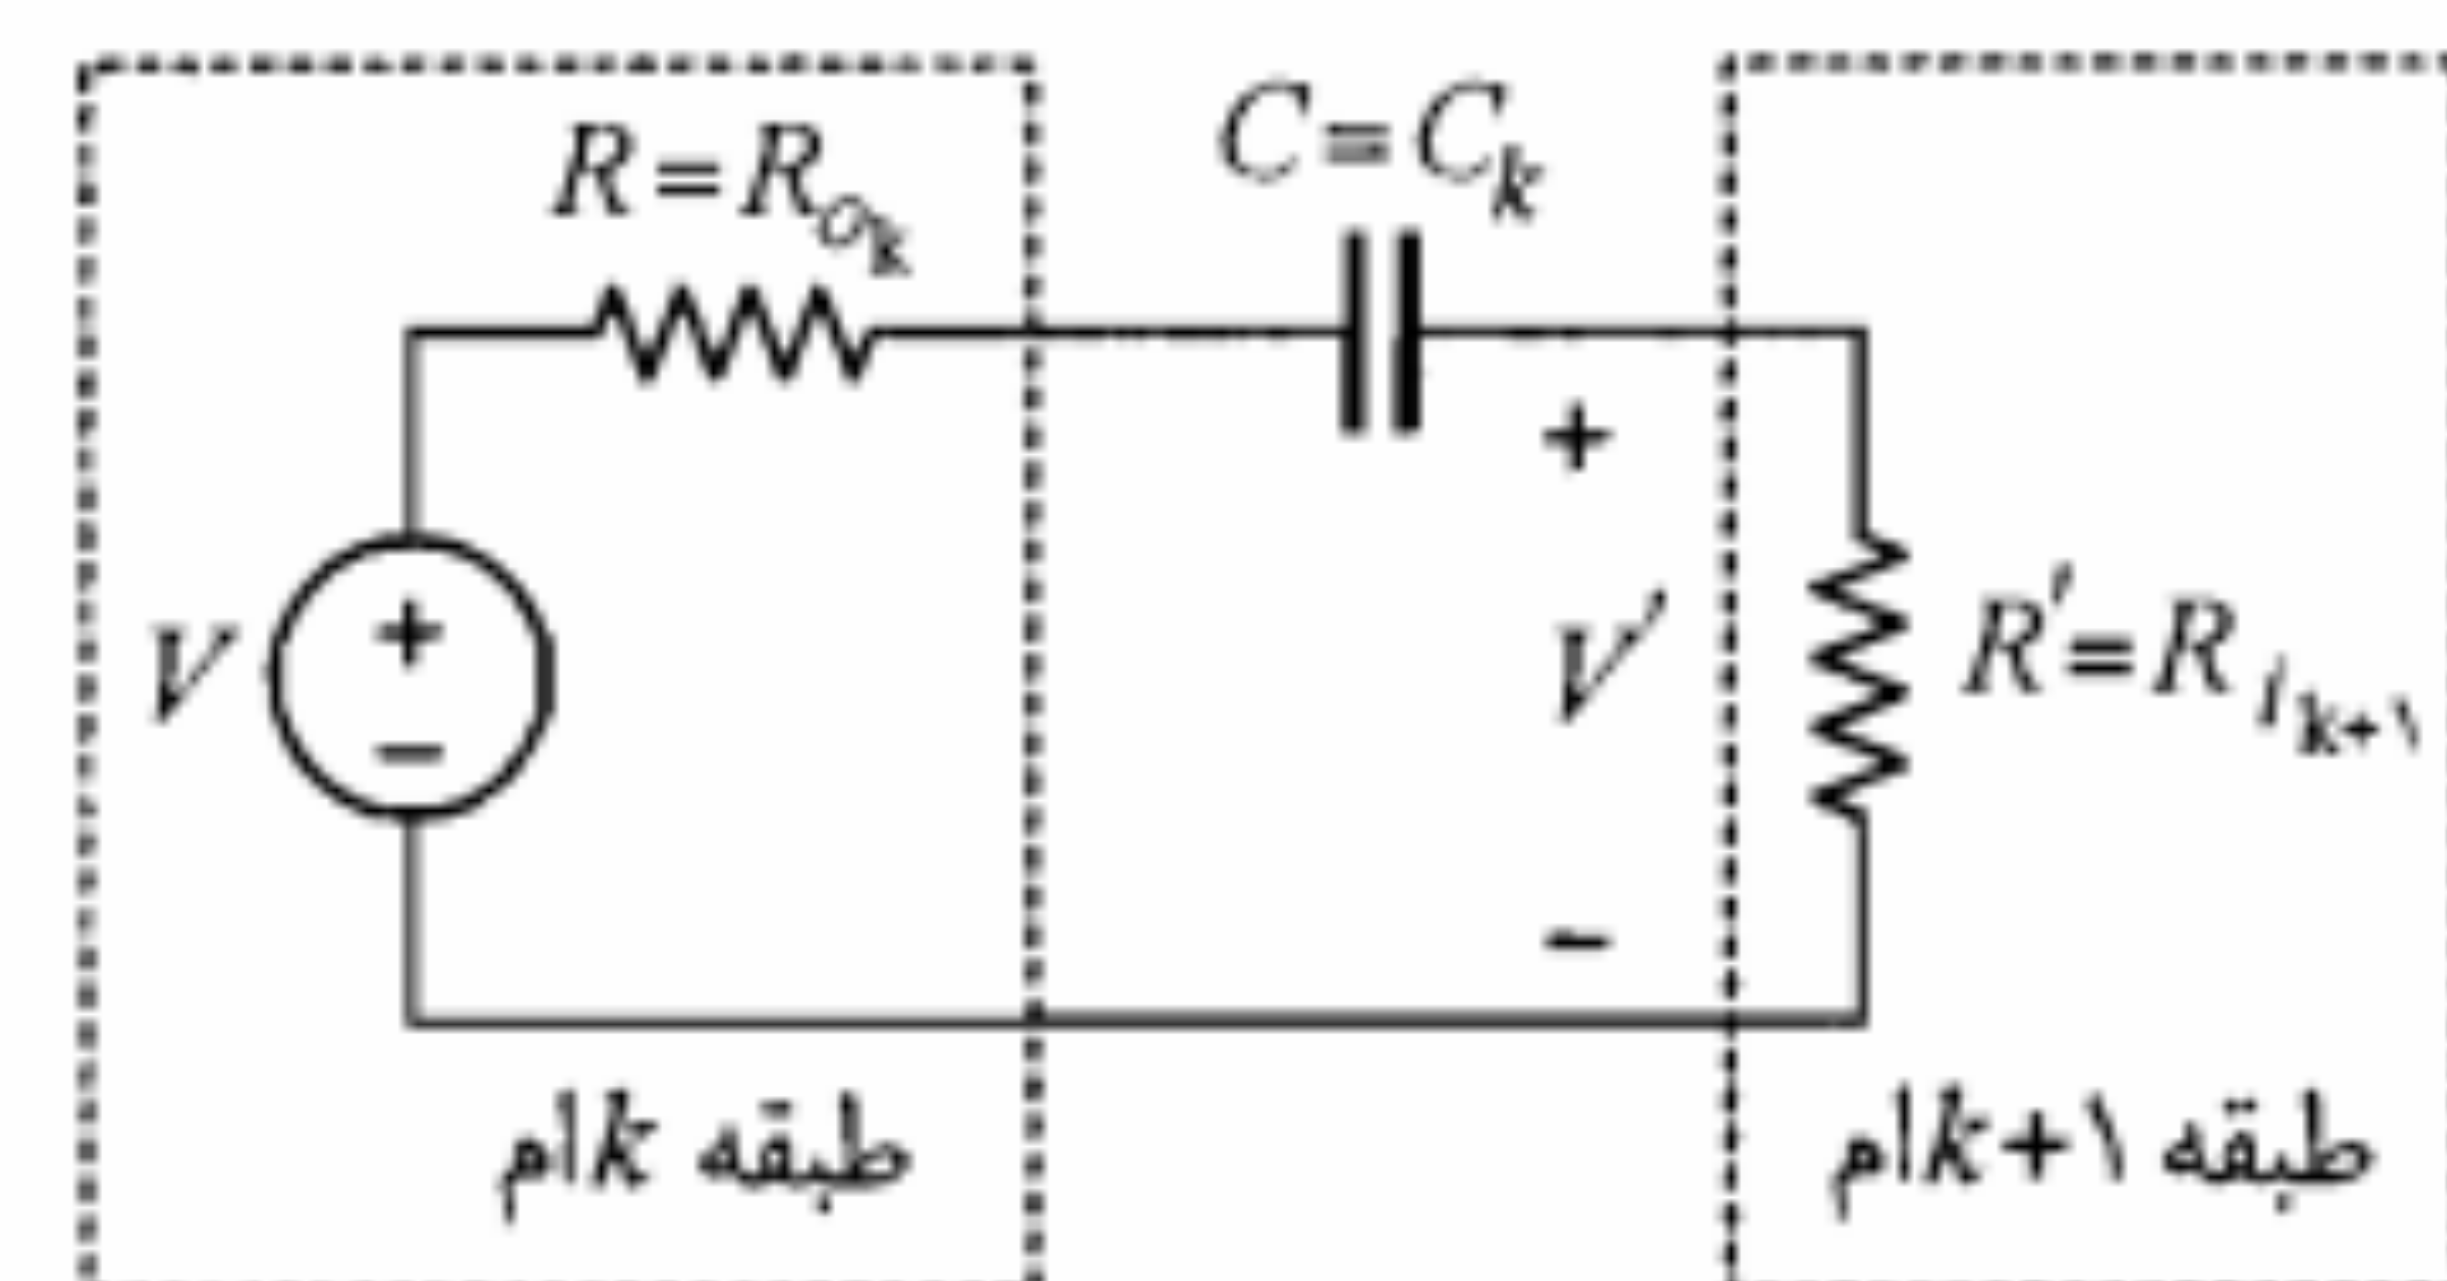 R=R_{o_k}
C=C_k
+
V
+
−
V'
−
R'=R_{i_{k+۱}}
طبقه kام
طبقه k+۱ام